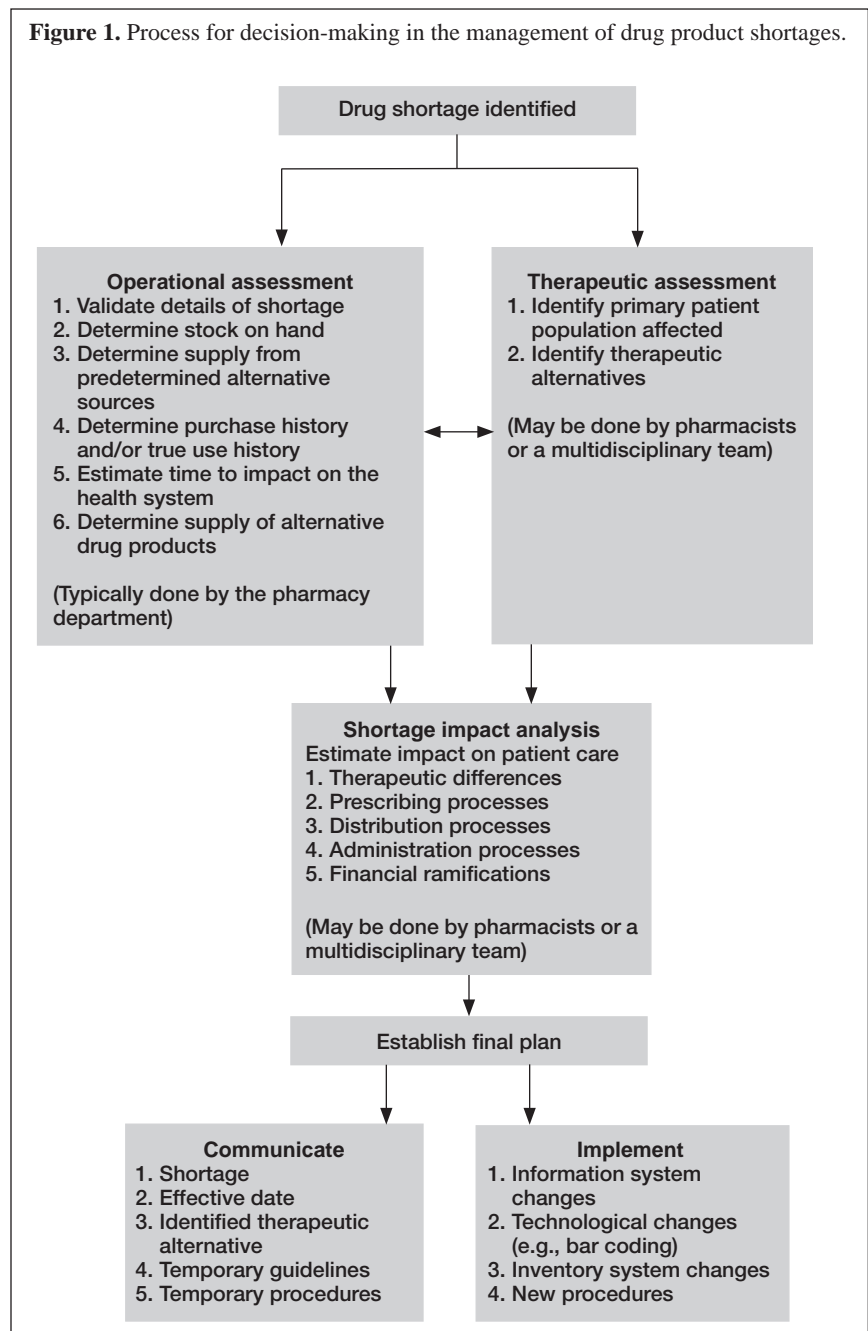 Figure 1. Process for decision-making in the management of drug product shortages.
Drug shortage identified
Operational assessment
1. Validate details of shortage
2. Determine stock on hand
3. Determine supply from
predetermined alternative
sources
4. Determine purchase history
and/or true use history
5. Estimate time to impact on the
health system
6. Determine supply of alternative
drug products
(Typically done by the pharmacy
department)
Therapeutic assessment
1. Identify primary patient
population affected
2. Identify therapeutic
alternatives
(May be done by pharmacists
or a multidisciplinary team)
Shortage impact analysis
Estimate impact on patient care
1. Therapeutic differences
2. Prescribing processes
3. Distribution processes
4. Administration processes
5. Financial ramifications
(May be done by pharmacists or a
multidisciplinary team)
Establish final plan
Communicate
1. Shortage
2. Effective date
3. Identified therapeutic
alternative
4. Temporary guidelines
5. Temporary procedures
Implement
1. Information system
changes
2. Technological changes
(e.g., bar coding)
3. Inventory system changes
4. New procedures